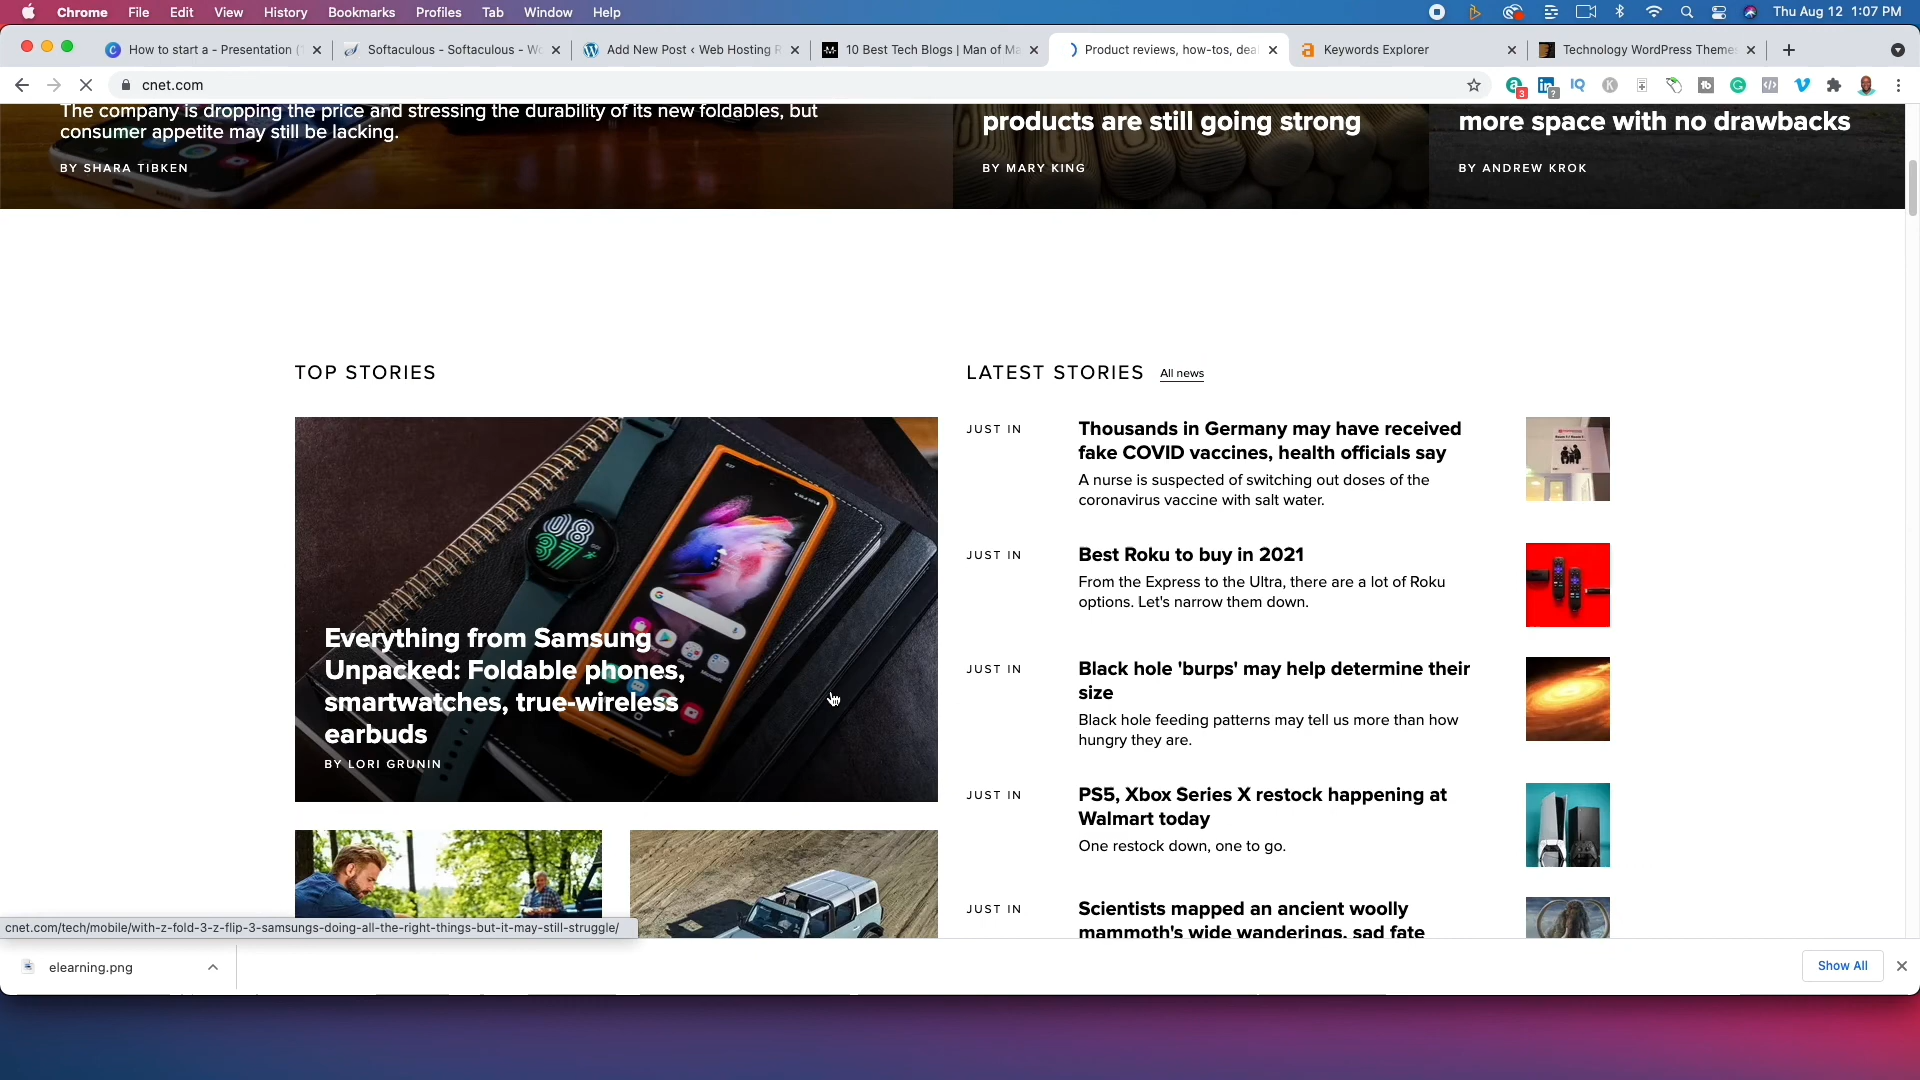 Chrome File Edit View History Bookmarks Profiles Tab Window Help Thu Aug 12 1:07 PM
How to start a - Presentation ( Softaculous - Softaculous - Wo Add New Post ‹ Web Hosting R 10 Best Tech Blogs | Man of Ma Product reviews, how-tos, deal Keywords Explorer Technology WordPress Themes
cnet.com
The company is dropping the price and stressing the durability of its new foldables, but
consumer appetite may still be lacking.
BY SHARA TIBKEN
products are still going strong
BY MARY KING
more space with no drawbacks
BY ANDREW KROK
TOP STORIES
Everything from Samsung
Unpacked: Foldable phones,
smartwatches, true-wireless
earbuds
BY LORI GRUNIN
LATEST STORIES All news
JUST IN
Thousands in Germany may have received
fake COVID vaccines, health officials say
A nurse is suspected of switching out doses of the
coronavirus vaccine with salt water.
JUST IN
Best Roku to buy in 2021
From the Express to the Ultra, there are a lot of Roku
options. Let's narrow them down.
JUST IN
Black hole 'burps' may help determine their
size
Black hole feeding patterns may tell us more than how
hungry they are.
JUST IN
PS5, Xbox Series X restock happening at
Walmart today
One restock down, one to go.
JUST IN
Scientists mapped an ancient woolly
mammoth's wide wanderings, sad fate
cnet.com/tech/mobile/with-z-fold-3-z-flip-3-samsungs-doing-all-the-right-things-but-it-may-still-struggle/
elearning.png
Show All